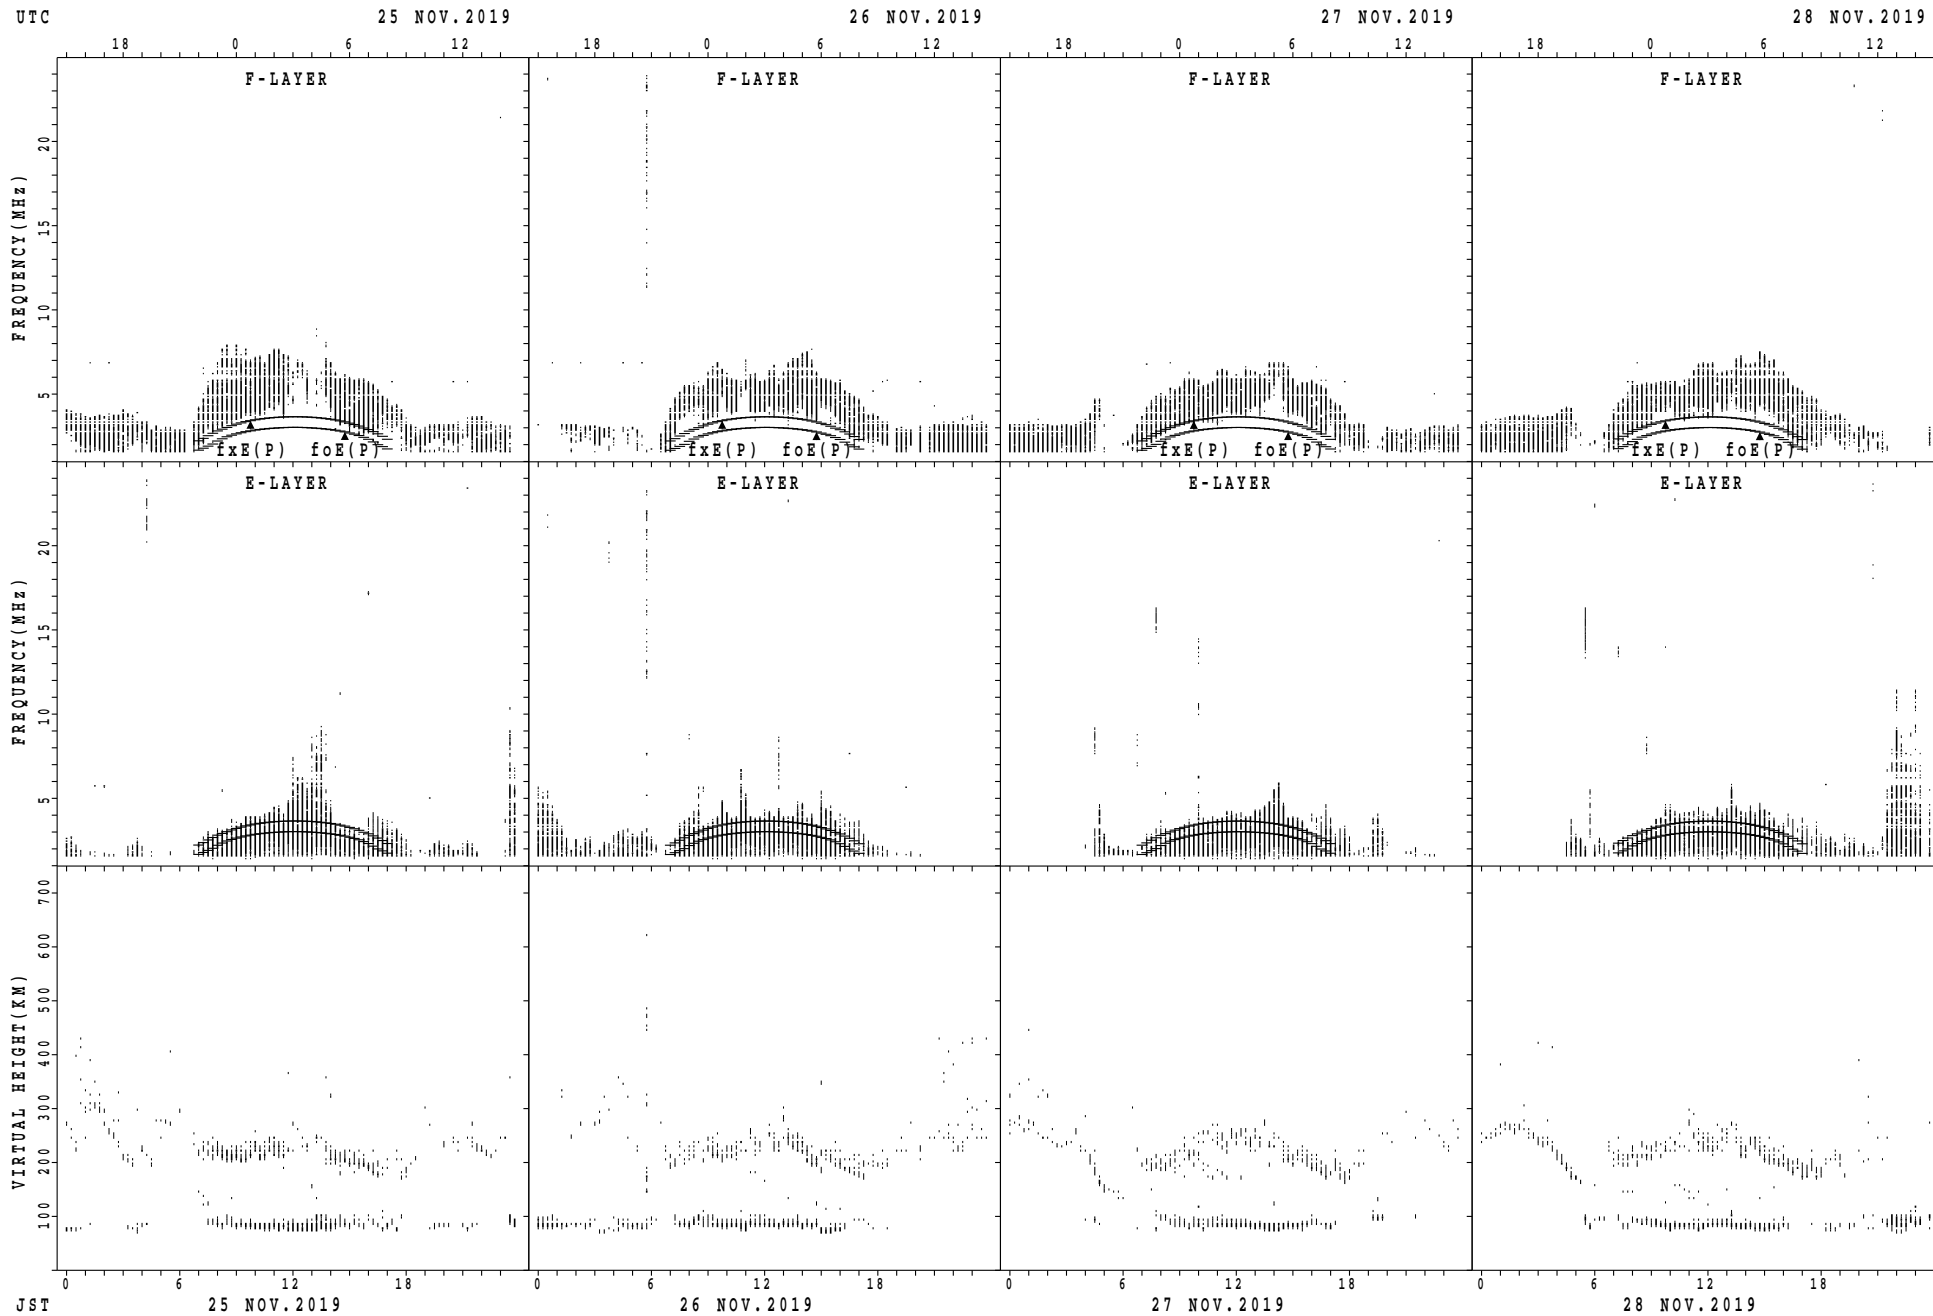 UTC 25 NOV.2019 26 NOV.2019 27 NOV.2019 28 NOV.2019
18 0 6 12 18 0 6 12 18 0 6 12 18 0 6 12
F-LAYER F-LAYER F-LAYER F-LAYER
FREQUENCY(MHz)
20
15
10
5
fxE(P) foE(P) fxE(P) foE(P) fxE(P) foE(P) fxE(P) foE(P)
E-LAYER E-LAYER E-LAYER E-LAYER
FREQUENCY(MHz)
20
15
10
5
VIRTUAL HEIGHT(KM)
700
600
500
400
300
200
100
0 6 12 18 0 6 12 18 0 6 12 18 0 6 12 18
JST 25 NOV.2019 26 NOV.2019 27 NOV.2019 28 NOV.2019